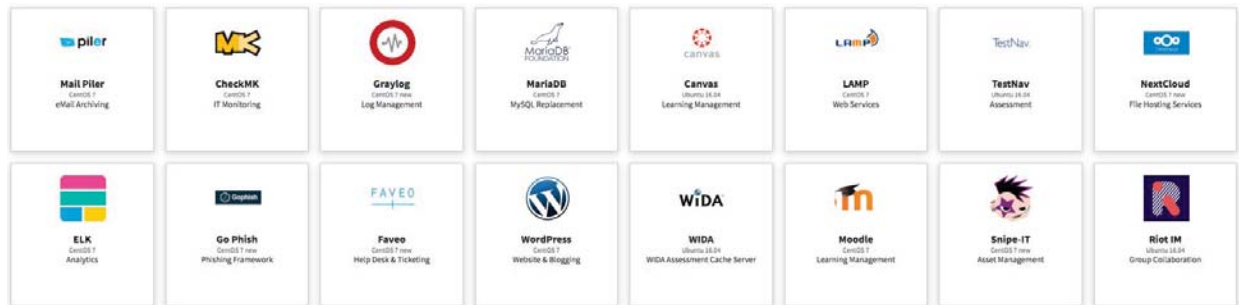 piler
Mail Piler
CentOS 7
eMail Archiving
MK
CheckMK
CentOS 7
IT Monitoring
Graylog
CentOS 7 new
Log Management
MariaDB
FOUNDATION
MariaDB
CentOS 7
MySQL Replacement
canvas
Canvas
Ubuntu 16.04
Learning Management
LAMP
LAMP
CentOS 7
Web Services
TestNav
TestNav
Ubuntu 16.04
Assessment
NextCloud
CentOS 7 new
File Hosting Services
ELK
CentOS 7
Analytics
Gophish
Go Phish
CentOS 7 new
Phishing Framework
FAVEO
Faveo
CentOS 7 new
Help Desk & Ticketing
W
WordPress
CentOS 7
Website & Blogging
WIDA
WIDA
Ubuntu 16.04
WIDA Assessment Cache Server
m
Moodle
CentOS 7
Learning Management
Snipe-IT
CentOS 7 new
Asset Management
R
Riot IM
Ubuntu 16.04
Group Collaboration